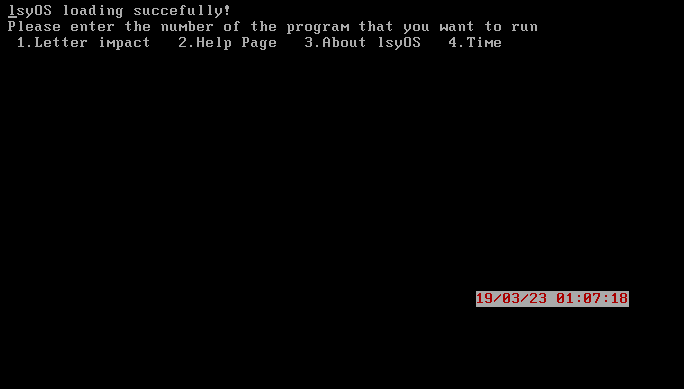 lsyOS loading succefully!
Please enter the number of the program that you want to run
1.Letter impact   2.Help Page   3.About lsyOS   4.Time
19/03/23 01:07:18